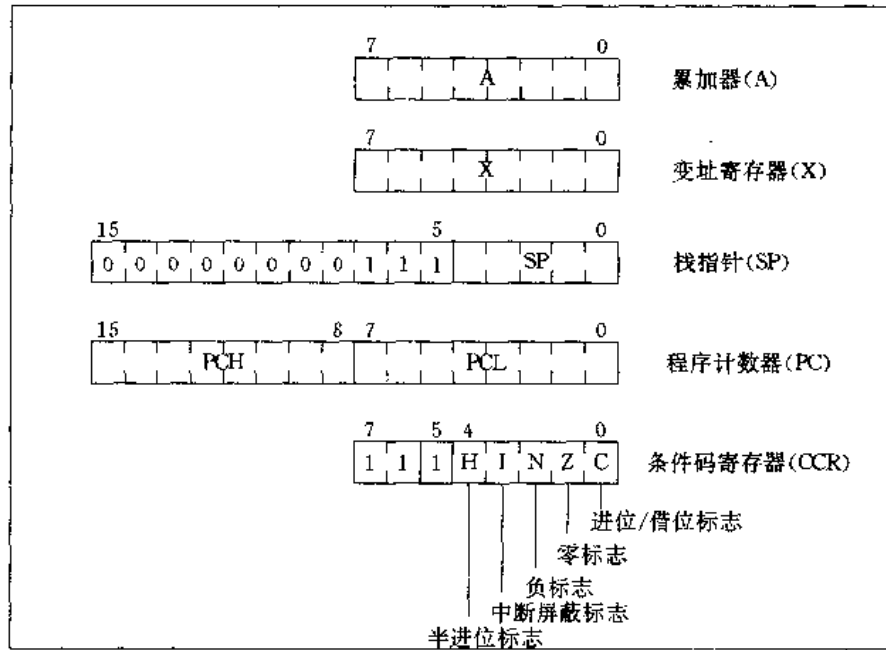 7 0
A 累加器(A)
7 0
X 变址寄存器(X)
15 5 0
0 0 0 0 0 0 0 0 1 1 1 SP 栈指针(SP)
15 8 7 0
PCH PCL 程序计数器(PC)
7 5 4 0
1 1 1 H I N Z C 条件码寄存器(CCR)
进位/借位标志
零标志
负标志
中断屏蔽标志
半进位标志